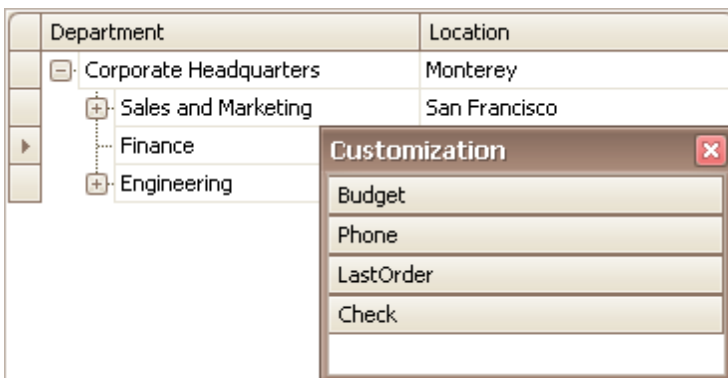 Department Location
Corporate Headquarters Monterey
Sales and Marketing San Francisco
Finance
Engineering
Customization
Budget
Phone
LastOrder
Check